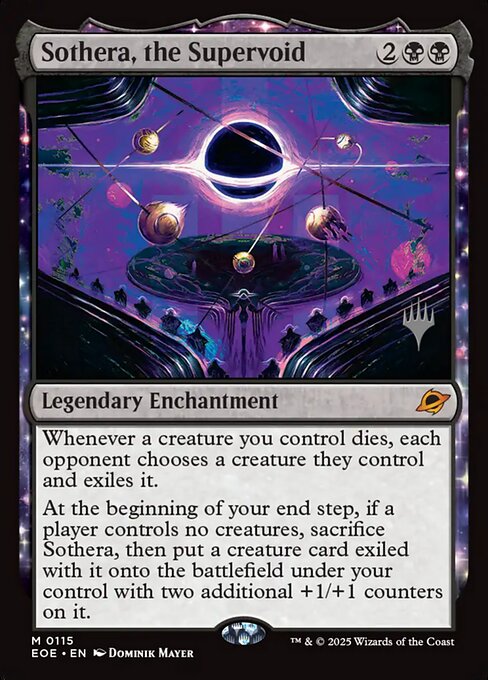 Sothera, the Supervoid 2
Legendary Enchantment
Whenever a creature you control dies, each
opponent chooses a creature they control
and exiles it.
At the beginning of your end step, if a
player controls no creatures, sacrifice
Sothera, then put a creature card exiled
with it onto the battlefield under your
control with two additional +1/+1 counters
on it.
M 0115
EOE • EN DOMINIK MAYER
™ & © 2025 Wizards of the Coast